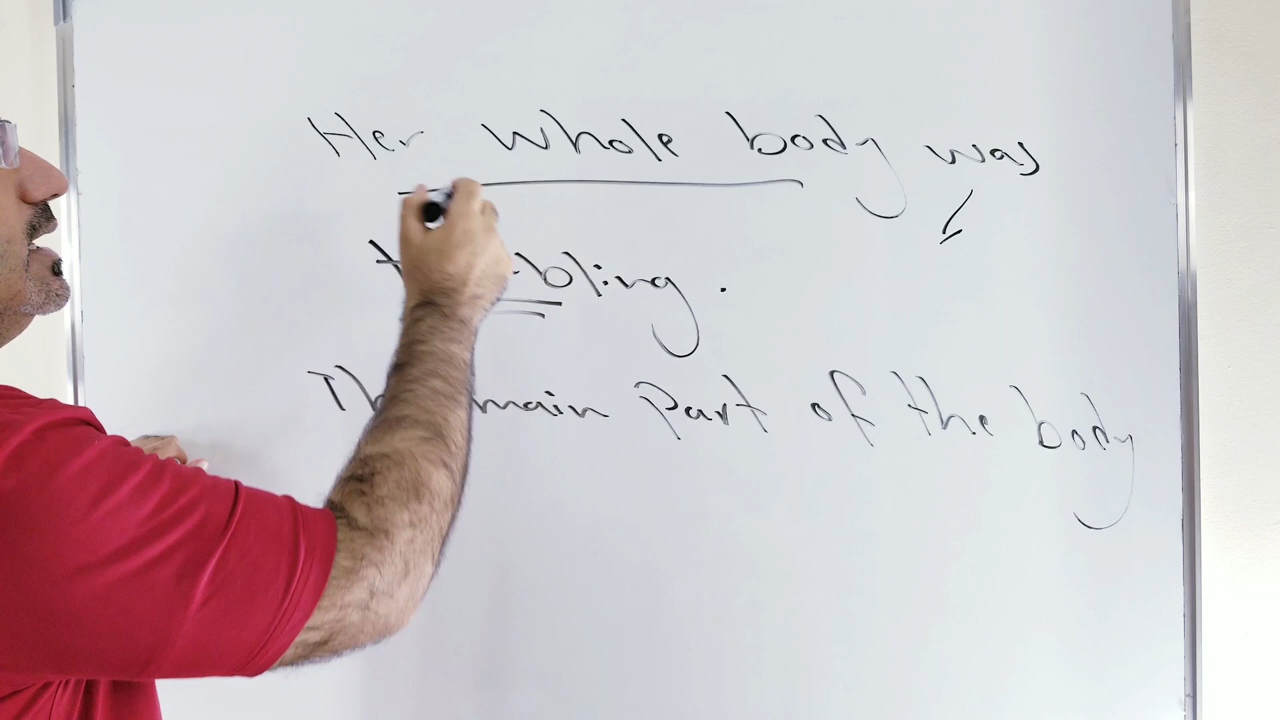 Her whole body was
bling.
main part of the body